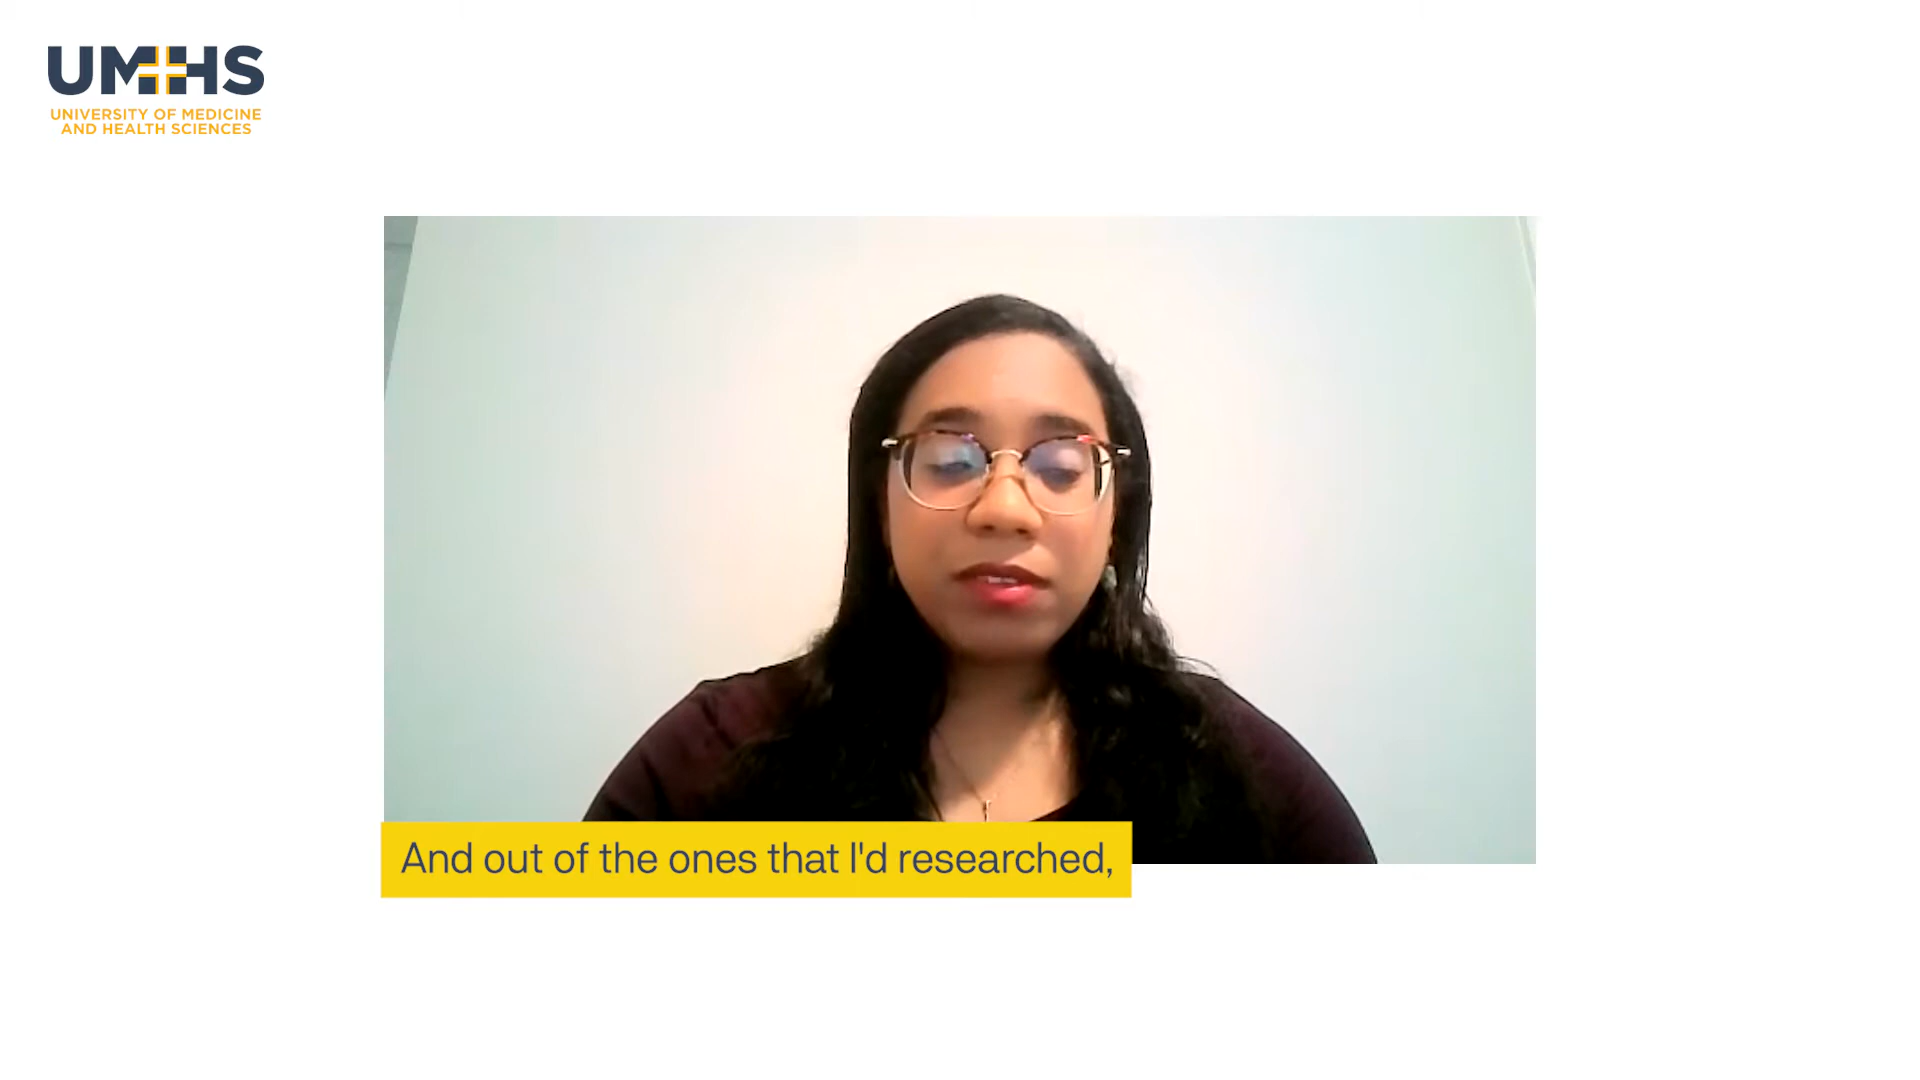 UMHS
UNIVERSITY OF MEDICINE
AND HEALTH SCIENCES
And out of the ones that I'd researched,